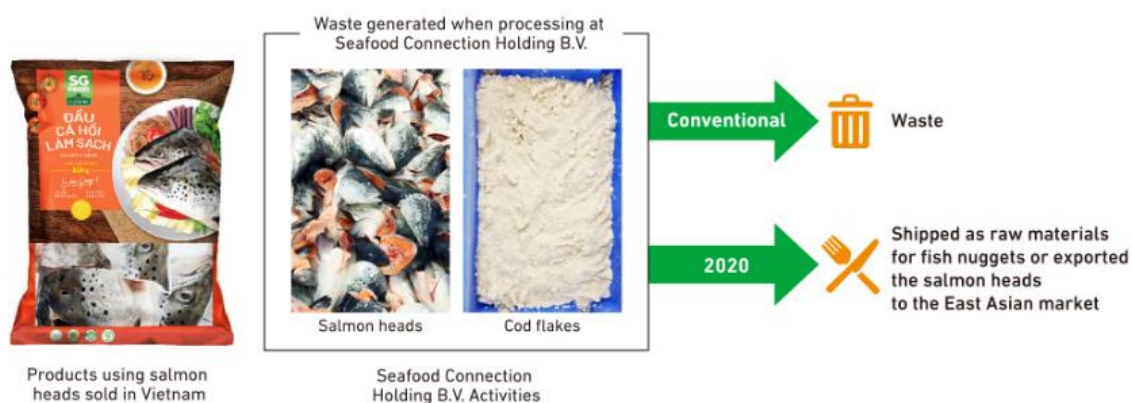 Waste generated when processing at
Seafood Connection Holding B.V.
SG
ĐẦU
CÁ HỒI
LÀM SẠCH
Products using salmon
heads sold in Vietnam
Salmon heads
Cod flakes
Seafood Connection
Holding B.V. Activities
Conventional
Waste
2020
Shipped as raw materials
for fish nuggets or exported
the salmon heads
to the East Asian market